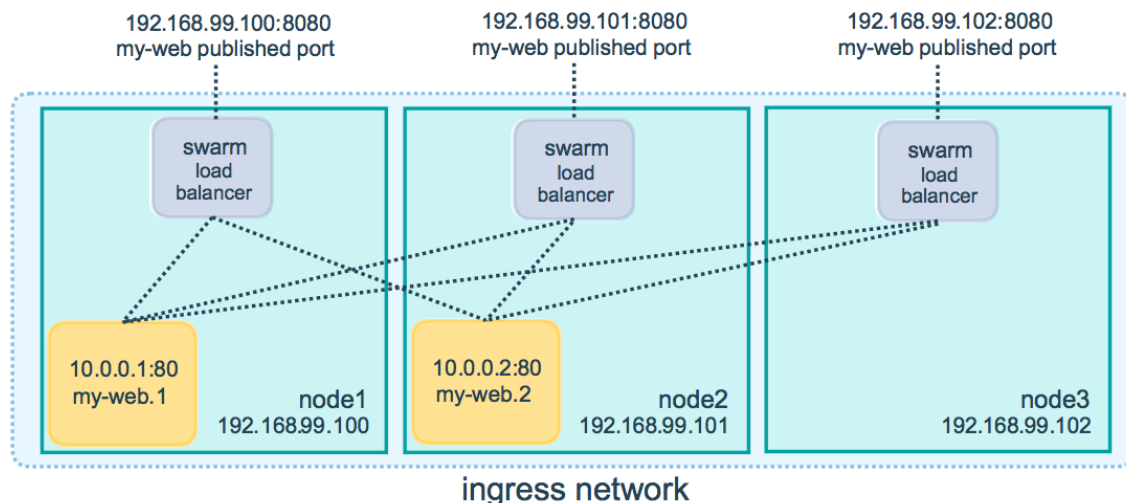 192.168.99.100:8080
my-web published port
192.168.99.101:8080
my-web published port
192.168.99.102:8080
my-web published port
swarm
load
balancer
swarm
load
balancer
swarm
load
balancer
10.0.0.1:80
my-web.1
node1
192.168.99.100
10.0.0.2:80
my-web.2
node2
192.168.99.101
node3
192.168.99.102
ingress network